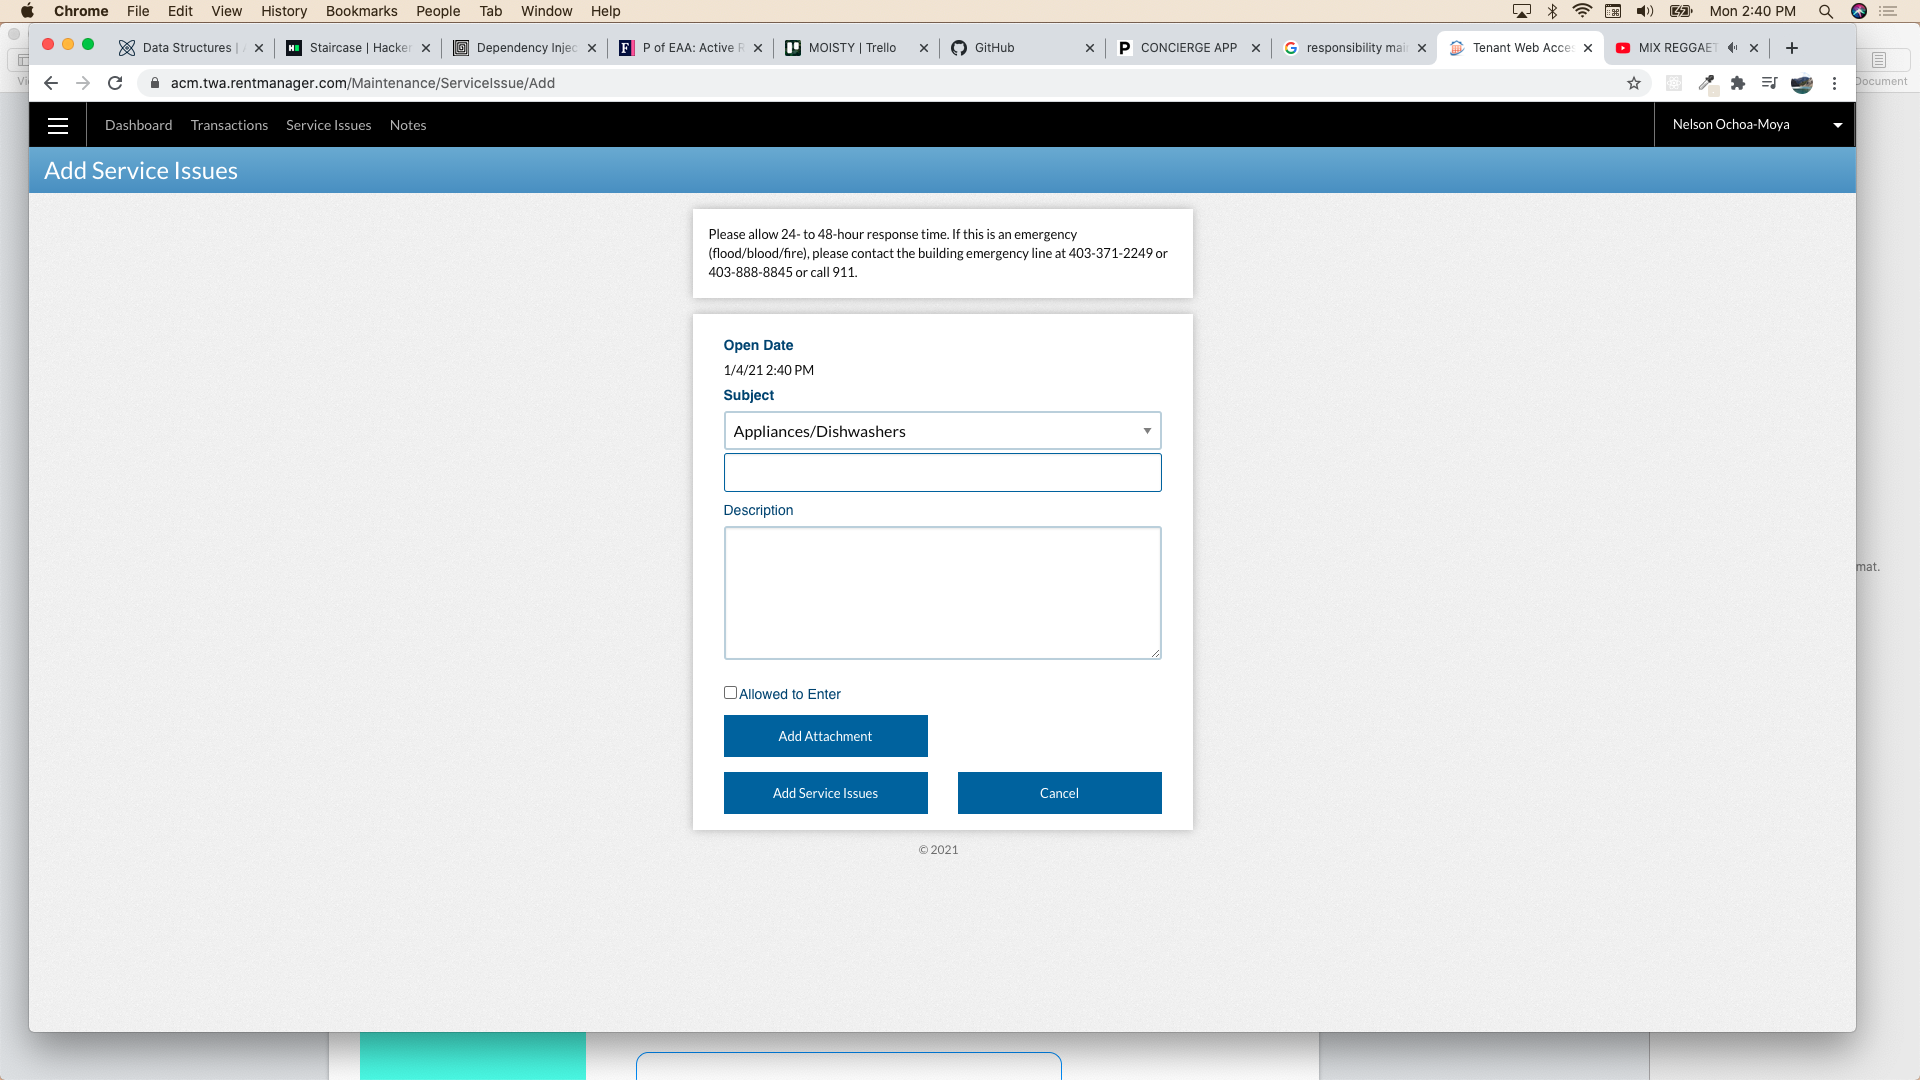 Chrome File Edit View History Bookmarks People Tab Window Help Mon 2:40 PM
Data Structures | Staircase | Hacker Dependency Injec P of EAA: Active R MOISTY | Trello GitHub CONCIERGE APP responsibility mai Tenant Web Acces MIX REGGAET
acm.twa.rentmanager.com/Maintenance/ServiceIssue/Add
Document
Dashboard Transactions Service Issues Notes Nelson Ochoa-Moya
Add Service Issues
Please allow 24- to 48-hour response time. If this is an emergency
(flood/blood/fire), please contact the building emergency line at 403-371-2249 or
403-888-8845 or call 911.
Open Date
1/4/21 2:40 PM
Subject
Appliances/Dishwashers
Description
mat.
Allowed to Enter
Add Attachment
Add Service Issues Cancel
© 2021